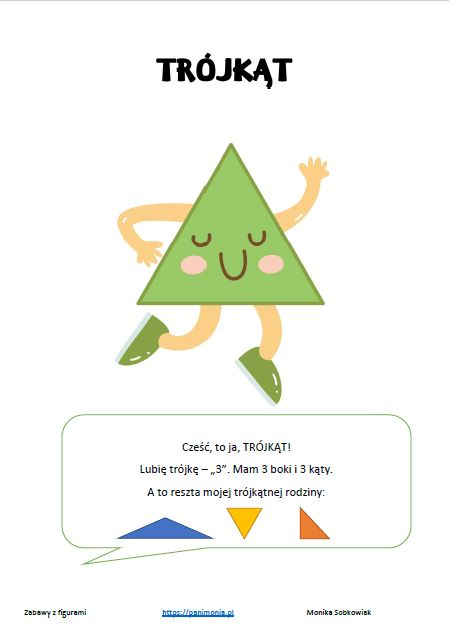 TRÓJKĄT
Cześć, to ja, TRÓJKĄT!
Lubię trójkę – „3”. Mam 3 boki i 3 kąty.
A to reszta mojej trójkątnej rodziny:
Zabawy z figurami https://panimonia.pl Monika Sobkowiak